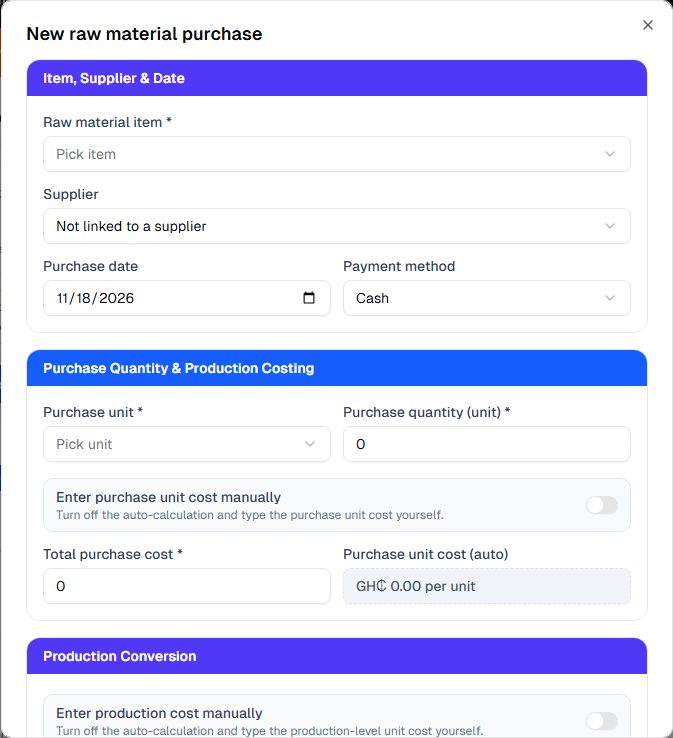 New raw material purchase
Item, Supplier & Date
Raw material item *
Pick item
Supplier
Not linked to a supplier
Purchase date
Payment method
11/18/2026
Cash
Purchase Quantity & Production Costing
Purchase unit *
Purchase quantity (unit) *
Pick unit
0
Enter purchase unit cost manually
Turn off the auto-calculation and type the purchase unit cost yourself.
Total purchase cost *
Purchase unit cost (auto)
0
GH₵ 0.00 per unit
Production Conversion
Enter production cost manually
Turn off the auto-calculation and type the production-level unit cost yourself.